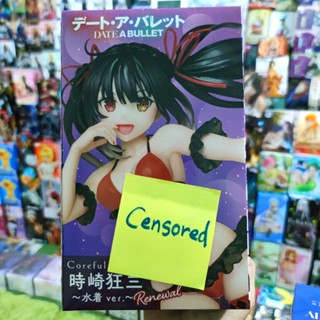 デート・ア・バレット
DATE A BULLET
Censored
Coreful
時崎狂三
～水着 ver.～
Renewal